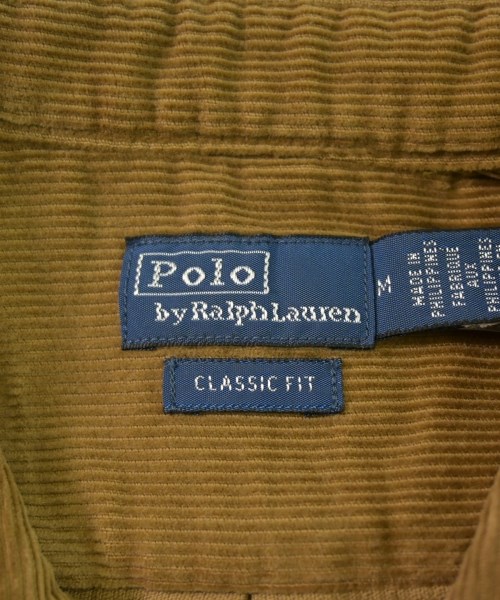 Polo
by Ralph Lauren
M
MADE IN
PHILIPPINES
FABRIQUE
AUX
PHILIPPINES
CLASSIC FIT